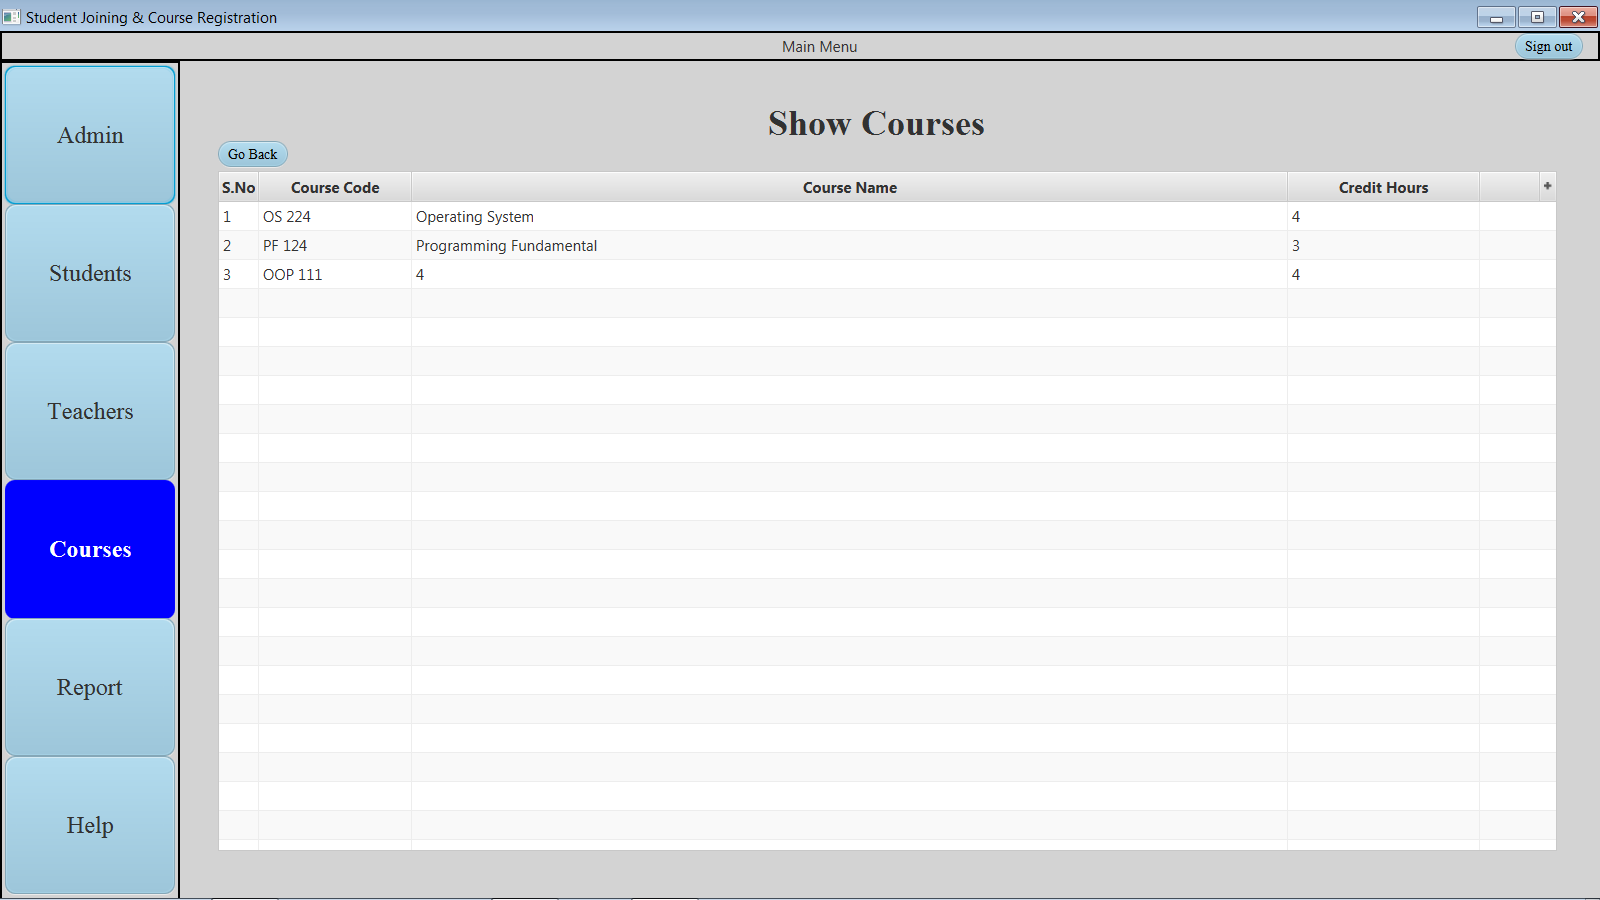 Student Joining & Course Registration
Main Menu
Sign out
Admin
Students
Teachers
Courses
Report
Help
Show Courses
Go Back
S.No Course Code Course Name Credit Hours +
1 OS 224 Operating System 4
2 PF 124 Programming Fundamental 3
3 OOP 111 4 4